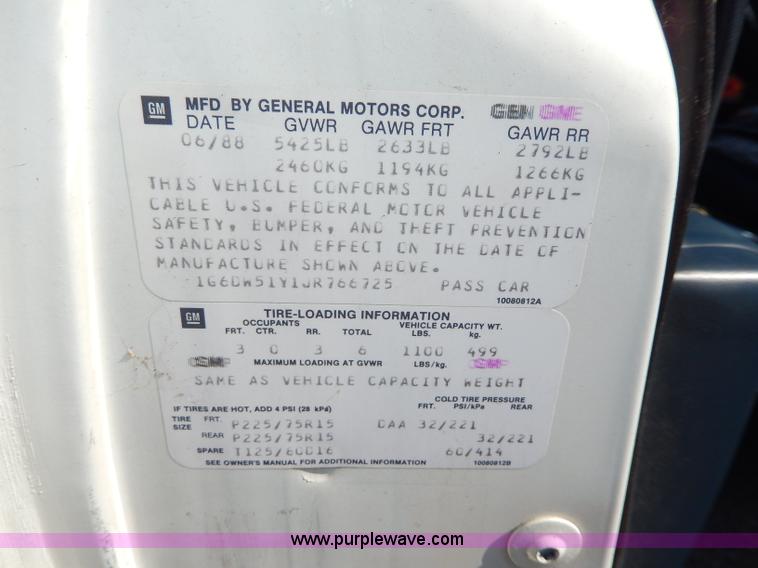 GM MFD BY GENERAL MOTORS CORP. GEN GME
DATE GVWR GAWR FRT GAWR RR
06/88 5425LB 2633LB 2792LB
2460KG 1194KG 1266KG
THIS VEHICLE CONFORMS TO ALL APPLI-
CABLE U.S. FEDERAL MOTOR VEHICLE
SAFETY, BUMPER, AND THEFT PREVENTION
STANDARDS IN EFFECT ON THE DATE OF
MANUFACTURE SHOWN ABOVE.
1G6DW51Y1JR766725 PASS CAR
10080812A
GM TIRE-LOADING INFORMATION
OCCUPANTS VEHICLE CAPACITY WT.
FRT. CTR. RR. TOTAL LBS. kg.
3 0 3 6 1100 499
MAXIMUM LOADING AT GVWR LBS/kg.
SAME AS VEHICLE CAPACITY WEIGHT
COLD TIRE PRESSURE
IF TIRES ARE HOT, ADD 4 PSI (28 kPa) FRT. PSI/kPa REAR
TIRE SIZE FRT. P225/75R15 DAA 32/221
REAR P225/75R15 32/221
SPARE T125/60D16 60/414
SEE OWNER'S MANUAL FOR ADDITIONAL INFORMATION 10080812B
www.purplewave.com